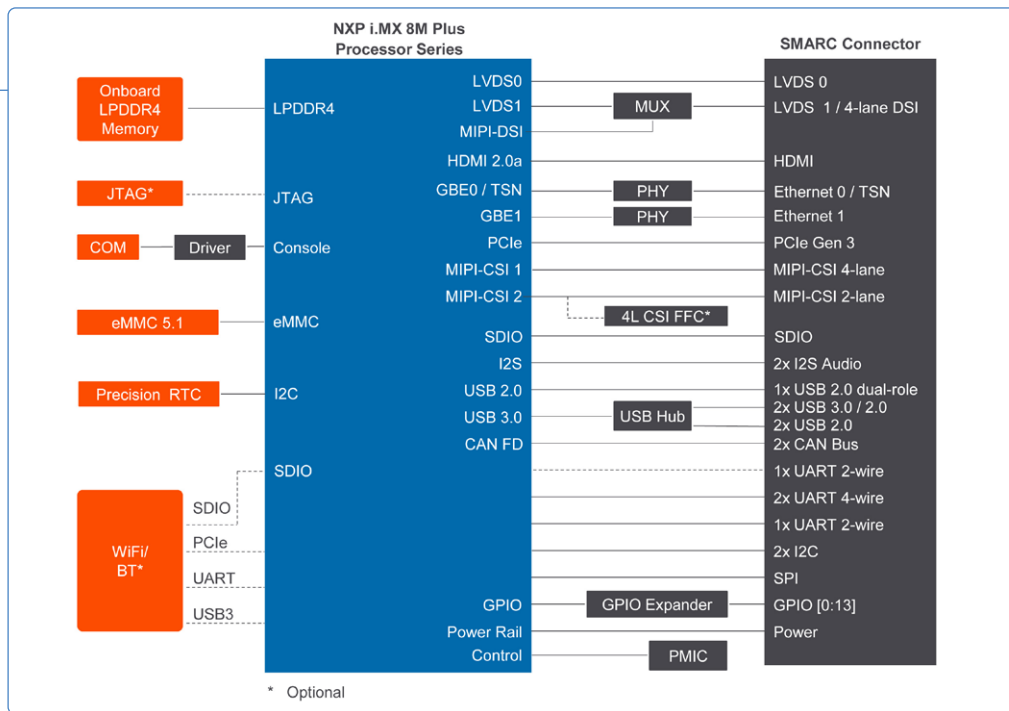 NXP i.MX 8M Plus
Processor Series
SMARC Connector
Onboard
LPDDR4
Memory
JTAG*
COM
Driver
eMMC 5.1
Precision RTC
WiFi/
BT*
SDIO
PCIe
UART
USB3
LPDDR4
JTAG
Console
eMMC
I2C
SDIO
LVDS0
LVDS1
MIPI-DSI
HDMI 2.0a
GBE0 / TSN
GBE1
PCIe
MIPI-CSI 1
MIPI-CSI 2
SDIO
I2S
USB 2.0
USB 3.0
CAN FD
GPIO
Power Rail
Control
MUX
PHY
PHY
4L CSI FFC*
USB Hub
GPIO Expander
PMIC
LVDS 0
LVDS 1 / 4-lane DSI
HDMI
Ethernet 0 / TSN
Ethernet 1
PCIe Gen 3
MIPI-CSI 4-lane
MIPI-CSI 2-lane
SDIO
2x I2S Audio
1x USB 2.0 dual-role
2x USB 3.0 / 2.0
2x USB 2.0
2x CAN Bus
1x UART 2-wire
2x UART 4-wire
1x UART 2-wire
2x I2C
SPI
GPIO [0:13]
Power
* Optional